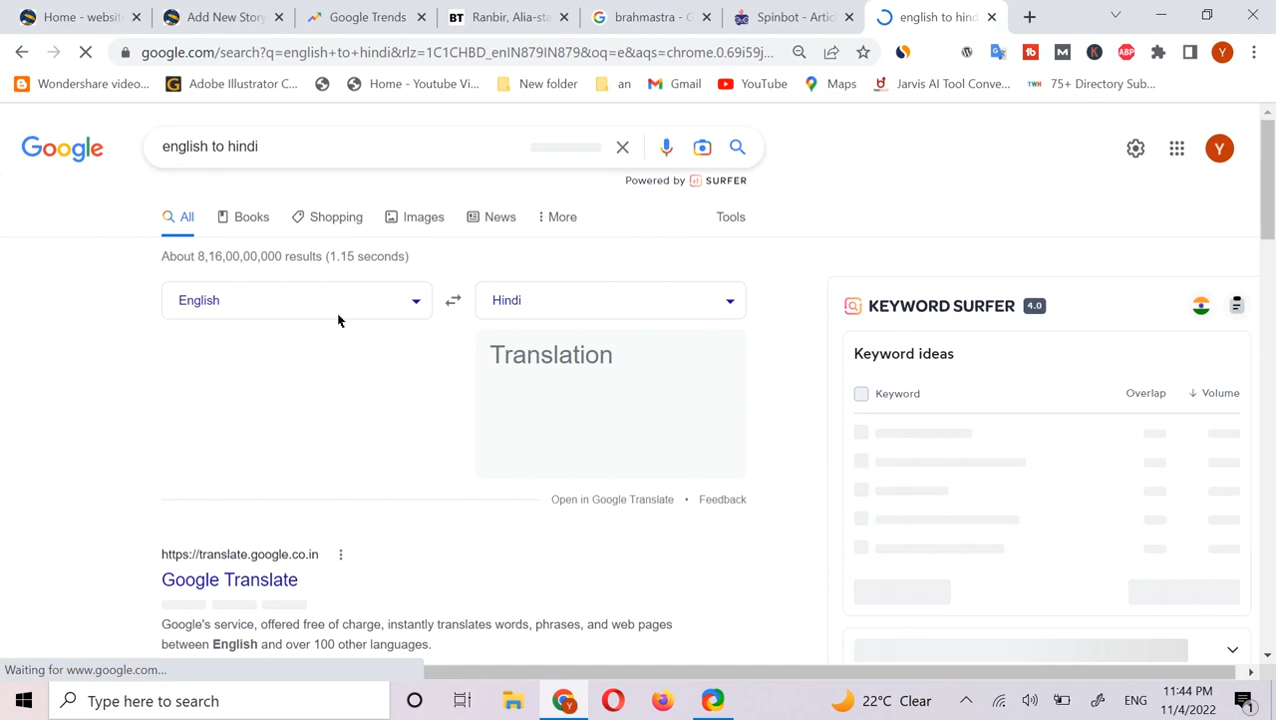 Home - website
Add New Story
Google Trends
BT Ranbir, Alia-sta
brahmastra - G
Spinbot - Artic
english to hind
google.com/search?q=english+to+hindi&rlz=1C1CHBD_enIN879IN879&oq=e&aqs=chrome.0.69i59j...
ABP
Y
Wondershare video...
Adobe Illustrator C...
Home - Youtube Vi...
New folder
an
Gmail
YouTube
Maps
Jarvis AI Tool Conve...
TWH 75+ Directory Sub...
Google
english to hindi
Y
Powered by SURFER
All
Books
Shopping
Images
News
More
Tools
About 8,16,00,00,000 results (1.15 seconds)
English
Hindi
Translation
Open in Google Translate • Feedback
KEYWORD SURFER 4.0
Keyword ideas
Keyword
Overlap
↓ Volume
https://translate.google.co.in
Google Translate
Google's service, offered free of charge, instantly translates words, phrases, and web pages
between English and over 100 other languages.
Waiting for www.google.com...
Type here to search
22°C Clear
ENG
11:44 PM
11/4/2022
1